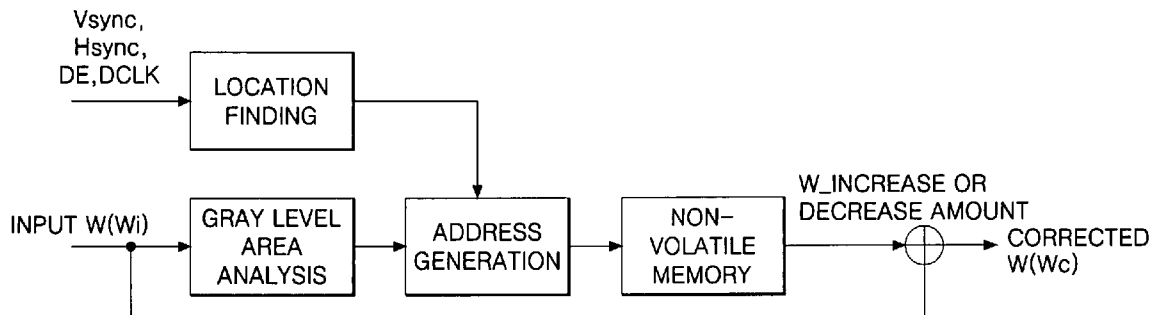 Vsync,
Hsync,
DE,DCLK
LOCATION
FINDING
INPUT W(Wi)
GRAY LEVEL
AREA
ANALYSIS
ADDRESS
GENERATION
NON-
VOLATILE
MEMORY
W_INCREASE OR
DECREASE AMOUNT
CORRECTED
W(Wc)